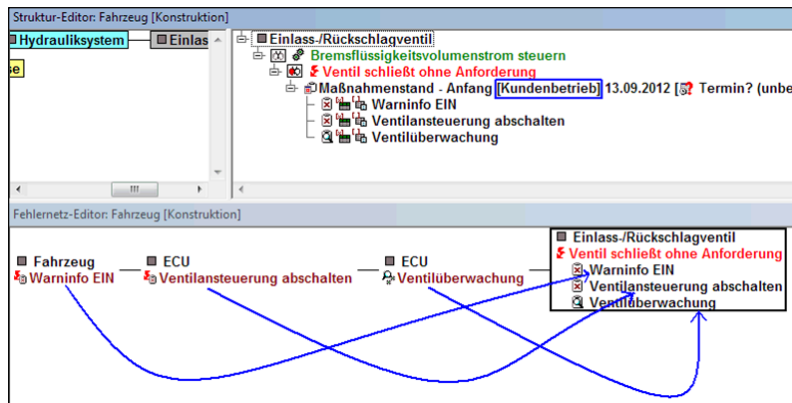 Struktur-Editor: Fahrzeug [Konstruktion]
Hydrauliksystem
Einlas
se
Einlass-/Rückschlagventil
Bremsflüssigkeitsvolumenstrom steuern
Ventil schließt ohne Anforderung
Maßnahmenstand - Anfang [Kundenbetrieb] 13.09.2012 [ Termin? (unbe
Warninfo EIN
Ventilansteuerung abschalten
Ventilüberwachung
Fehlernetz-Editor: Fahrzeug [Konstruktion]
Fahrzeug
Warninfo EIN
ECU
Ventilansteuerung abschalten
ECU
Ventilüberwachung
Einlass-/Rückschlagventil
Ventil schließt ohne Anforderung
Warninfo EIN
Ventilansteuerung abschalten
Ventilüberwachung